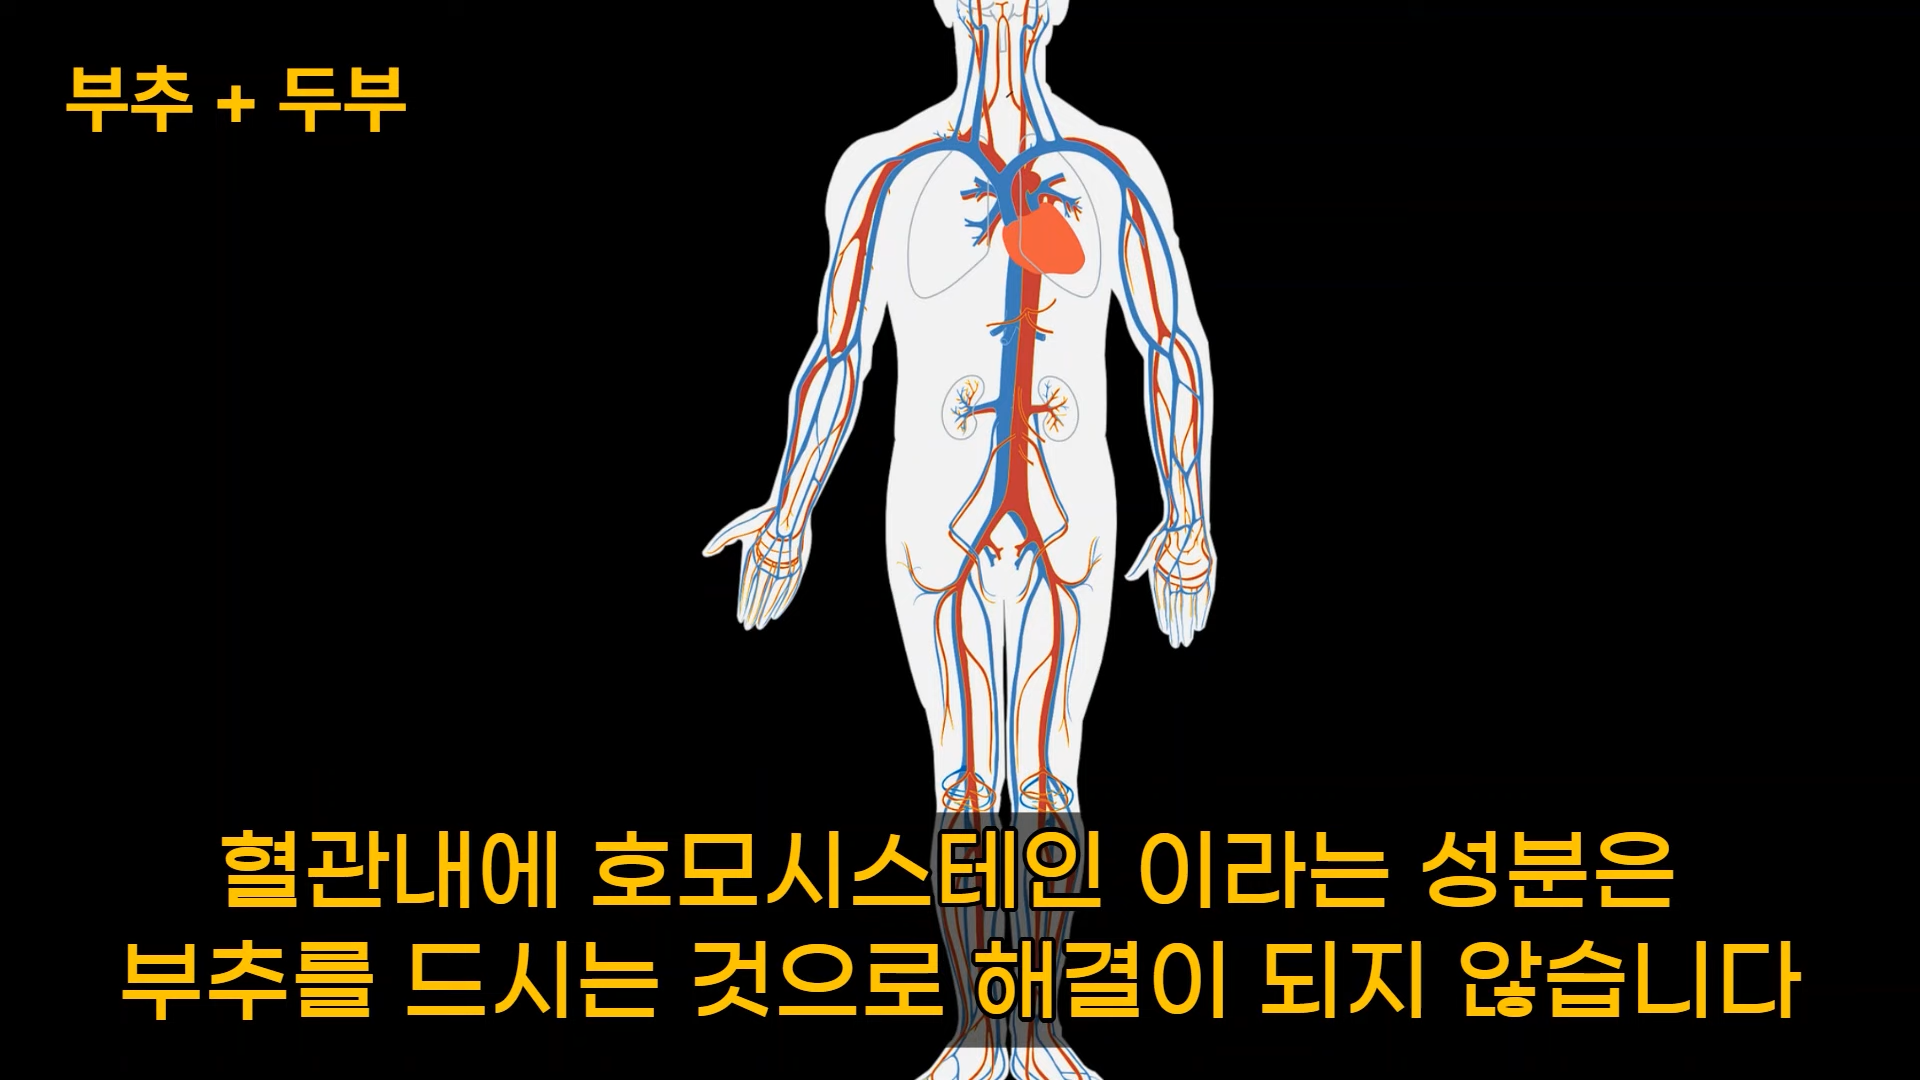 부추 + 두부
혈관내에 호모시스테인 이라는 성분은
부추를 드시는 것으로 해결이 되지 않습니다